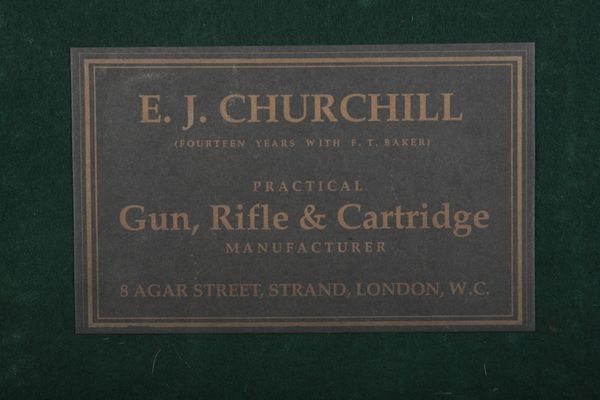 E. J. CHURCHILL
(FOURTEEN YEARS WITH F. T. BAKER)
PRACTICAL
Gun, Rifle & Cartridge
MANUFACTURER
8 AGAR STREET, STRAND, LONDON, W.C.